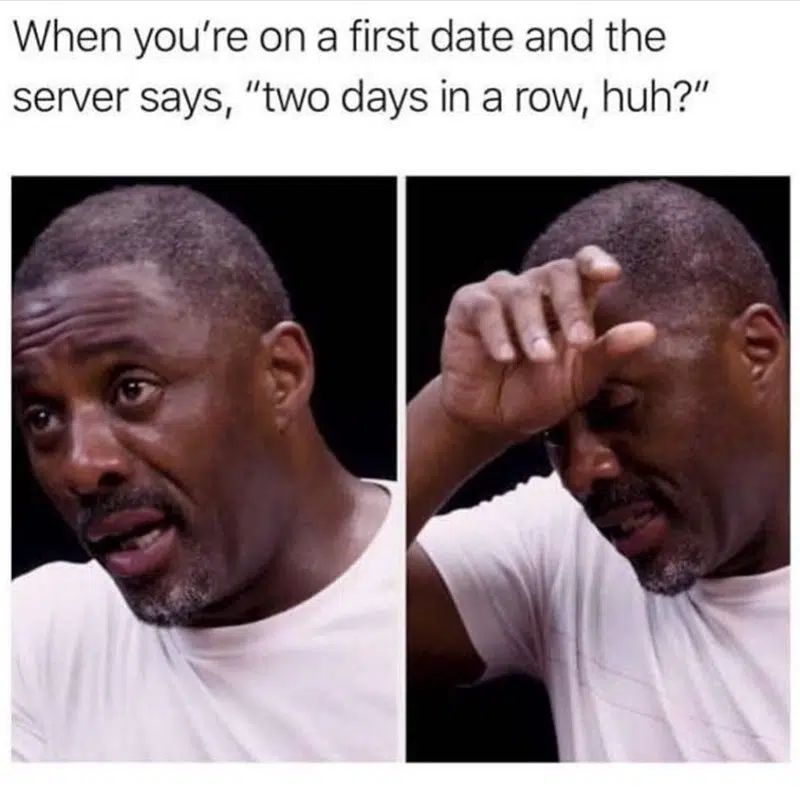 When you’re on a first date and the
server says, “two days in a row, huh?”